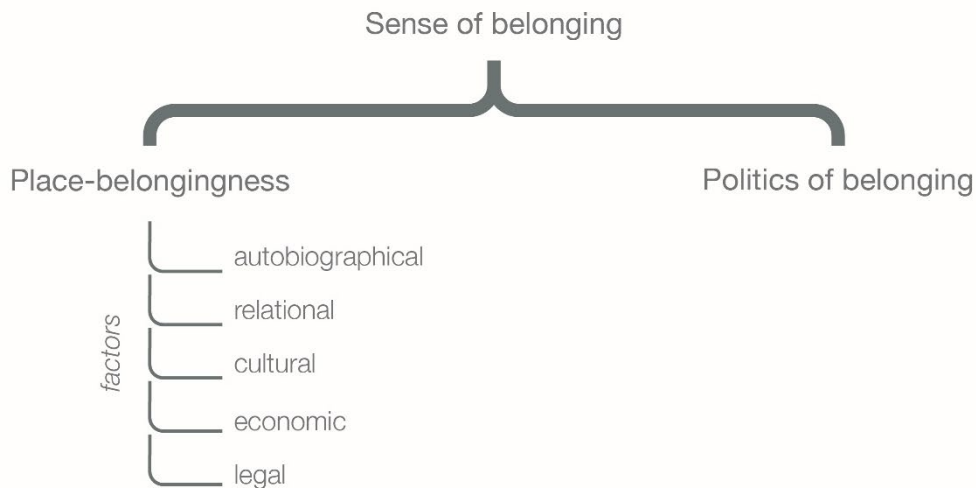 Sense of belonging
Place-belongingness
Politics of belonging
factors
autobiographical
relational
cultural
economic
legal